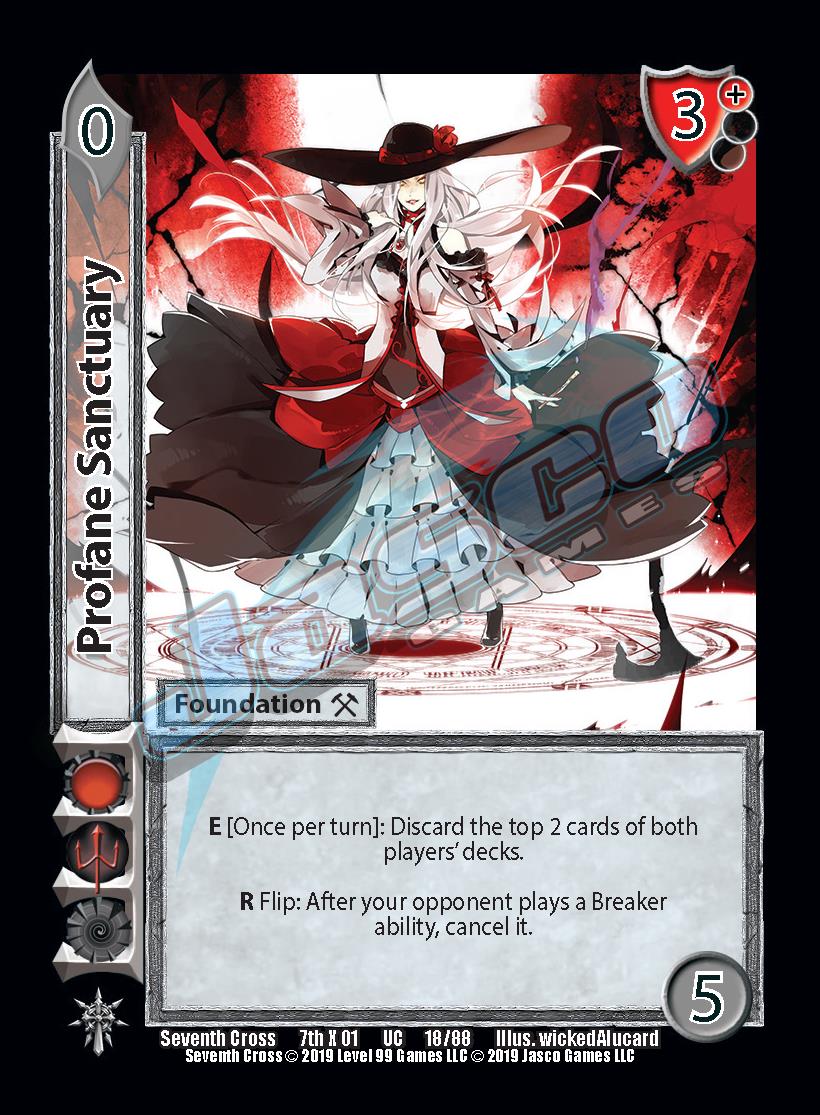 0
3
+
Profane Sanctuary
JASCO
GAMES
Foundation
E [Once per turn]: Discard the top 2 cards of both
players' decks.
R Flip: After your opponent plays a Breaker
ability, cancel it.
5
Seventh Cross 7th X 01 UC 18/88 Illus. wickedAlucard
Seventh Cross © 2019 Level 99 Games LLC © 2019 Jasco Games LLC